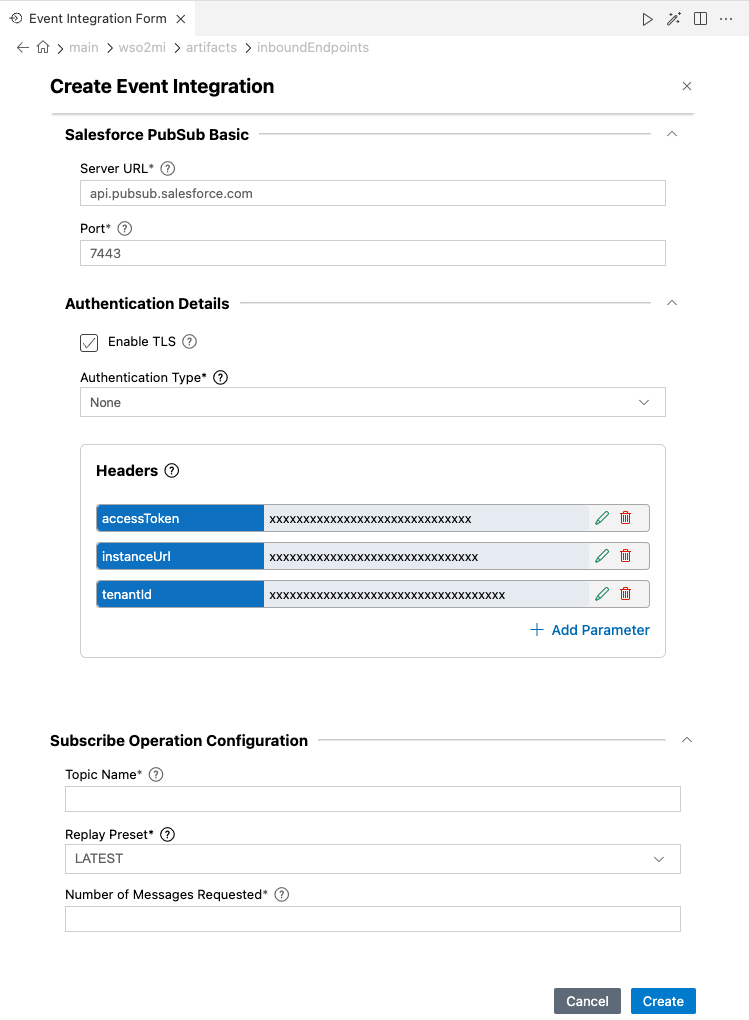 Event Integration Form
main wso2mi artifacts inboundEndpoints
Create Event Integration
Salesforce PubSub Basic
Server URL*
api.pubsub.salesforce.com
Port*
7443
Authentication Details
Enable TLS
Authentication Type*
None
Headers
accessToken xxxxxxxxxxxxxxxxxxxxxxxxxxxxxx
instanceUrl xxxxxxxxxxxxxxxxxxxxxxxxxxxxxxx
tenantId xxxxxxxxxxxxxxxxxxxxxxxxxxxxxxxxxxx
Add Parameter
Subscribe Operation Configuration
Topic Name*
Replay Preset*
LATEST
Number of Messages Requested*
Cancel Create